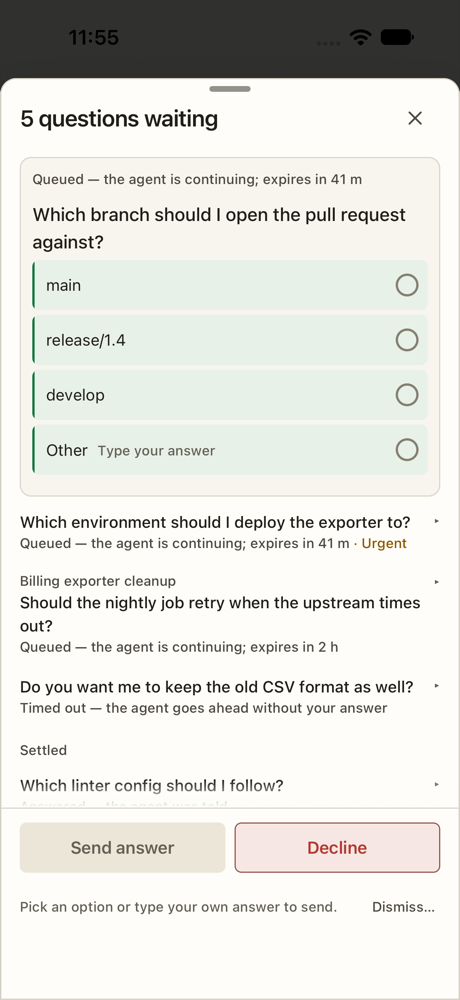 11:55
5 questions waiting
Queued — the agent is continuing; expires in 41 m
Which branch should I open the pull request
against?
main
release/1.4
develop
Other Type your answer
Which environment should I deploy the exporter to?
Queued — the agent is continuing; expires in 41 m · Urgent
Billing exporter cleanup
Should the nightly job retry when the upstream times
out?
Queued — the agent is continuing; expires in 2 h
Do you want me to keep the old CSV format as well?
Timed out — the agent goes ahead without your answer
Settled
Which linter config should I follow?
Answered — the agent was told
Send answer
Decline
Pick an option or type your own answer to send.
Dismiss...